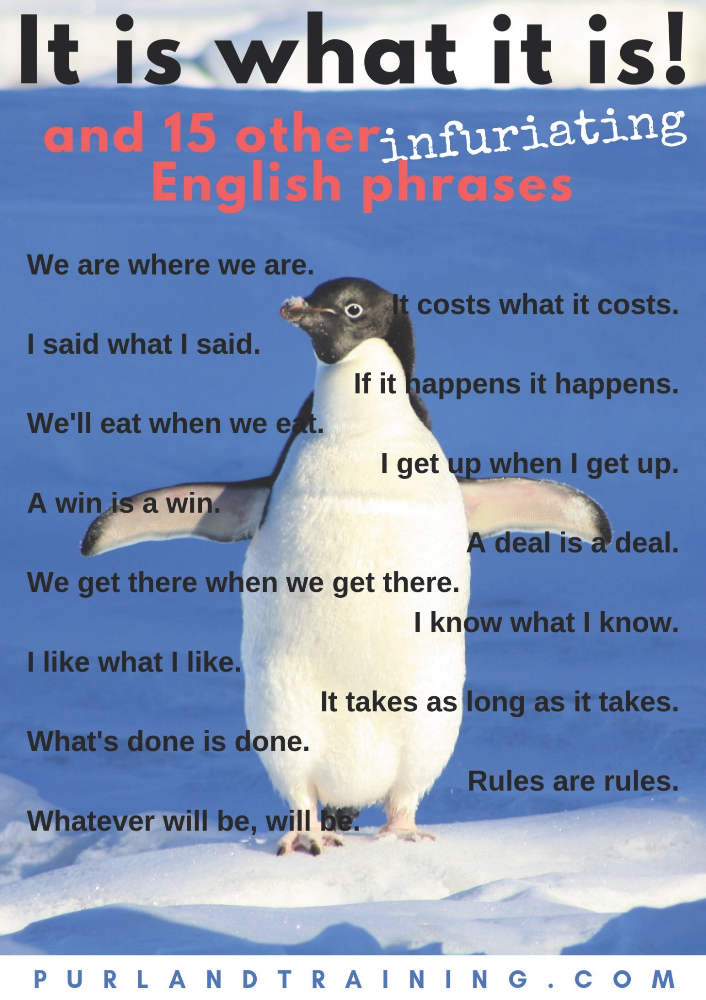 It is what it is!
and 15 other infuriating
English phrases
We are where we are.
It costs what it costs.
I said what I said.
If it happens it happens.
We'll eat when we eat.
I get up when I get up.
A win is a win.
A deal is a deal.
We get there when we get there.
I know what I know.
I like what I like.
It takes as long as it takes.
What's done is done.
Rules are rules.
Whatever will be, will be.
PURLANDTRAINING.COM